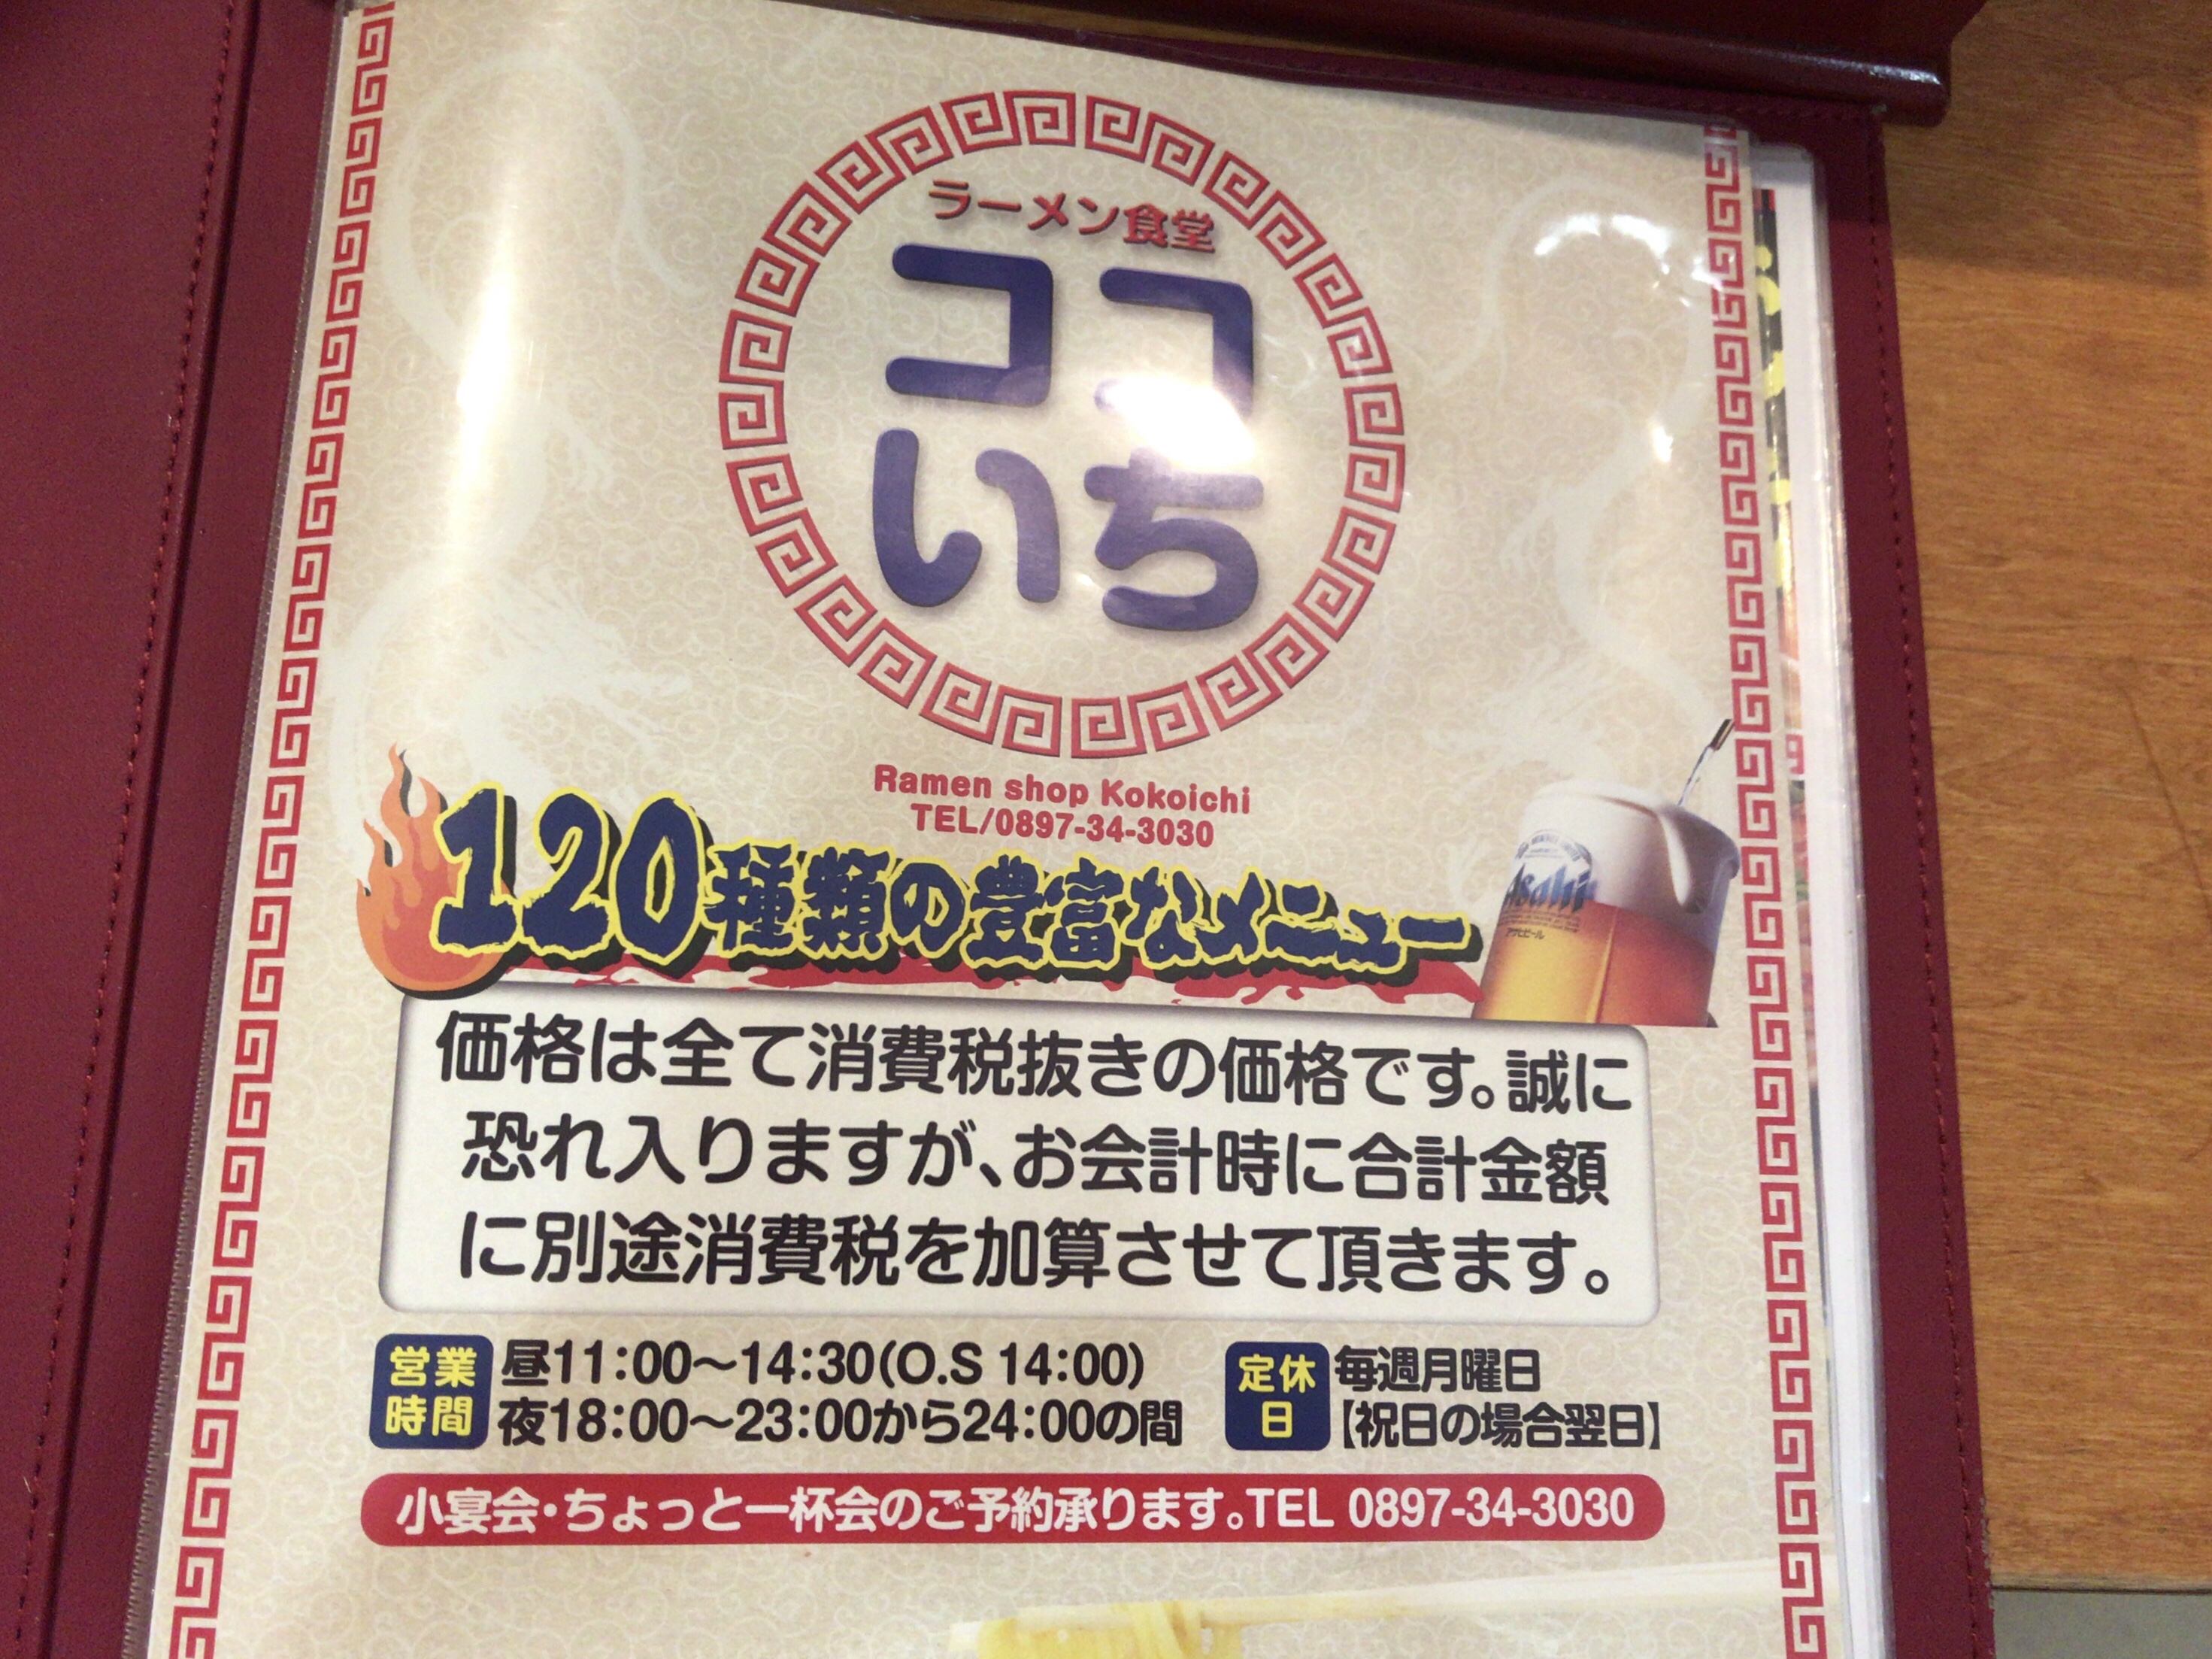 ラーメン食堂
ココ
いち
Ramen shop Kokoichi
TEL/0897-34-3030
120種類の豊富なメニュー
Asahi
アサヒビール
価格は全て消費税抜きの価格です。誠に
恐れ入りますが、お会計時に合計金額
に別途消費税を加算させて頂きます。
営業時間
昼11:00〜14:30(O.S 14:00)
夜18:00〜23:00から24:00の間
定休日
毎週月曜日
【祝日の場合翌日】
小宴会・ちょっと一杯会のご予約承ります。TEL 0897-34-3030